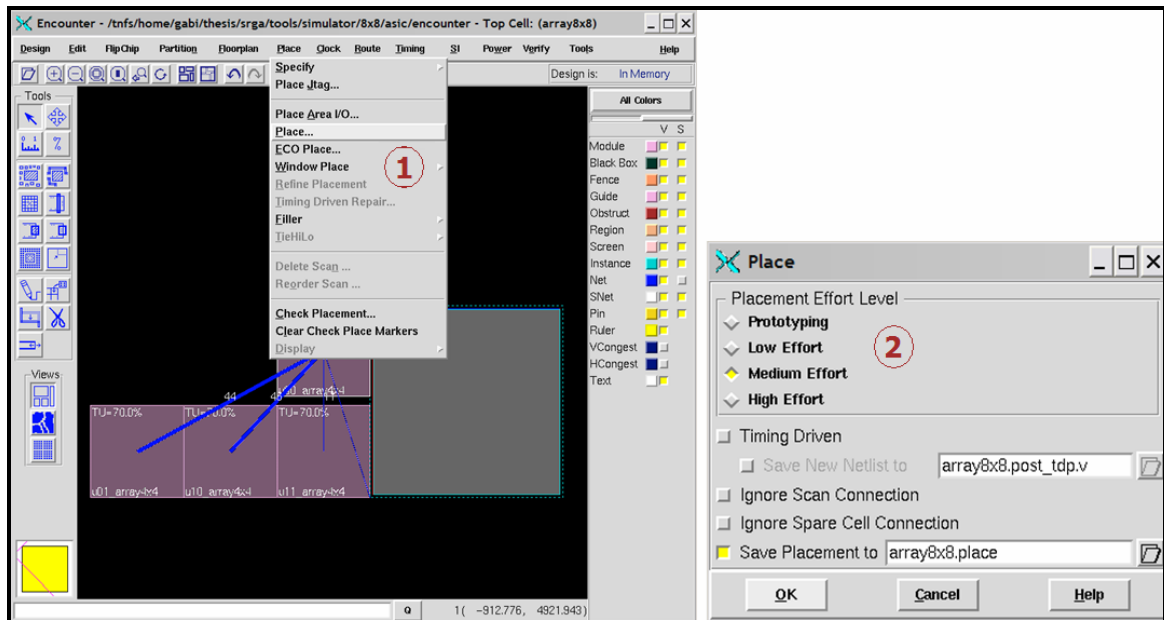 Encounter - /tnfs/home/gabi/thesis/srga/tools/simulator/8x8/asic/encounter - Top Cell: (array8x8)
Design Edit FlipChip Partition Floorplan Place Clock Route Timing SI Power Verify Tools Help
Design is: In Memory
Tools
All Colors
V S
Specify
Place Jtag...
Place Area I/O...
Place...
ECO Place...
Window Place
Refine Placement
Timing Driven Repair...
Filler
TieHiLo
Delete Scan ...
Reorder Scan ...
Check Placement...
Clear Check Place Markers
Display
1
Module
Black Box
Fence
Guide
Obstruct
Region
Screen
Instance
Net
SNet
Pin
Ruler
VCongest
HCongest
Text
Views
44
TU=70.0% TU=70.0% TU=70.0%
u01_array4x4 u10_array4x4 u11_array4x4
Q 1( -912.776, 4921.943)
Place
Placement Effort Level
Prototyping
Low Effort
Medium Effort
High Effort
2
Timing Driven
Save New Netlist to array8x8.post_tdp.v
Ignore Scan Connection
Ignore Spare Cell Connection
Save Placement to array8x8.place
OK Cancel Help